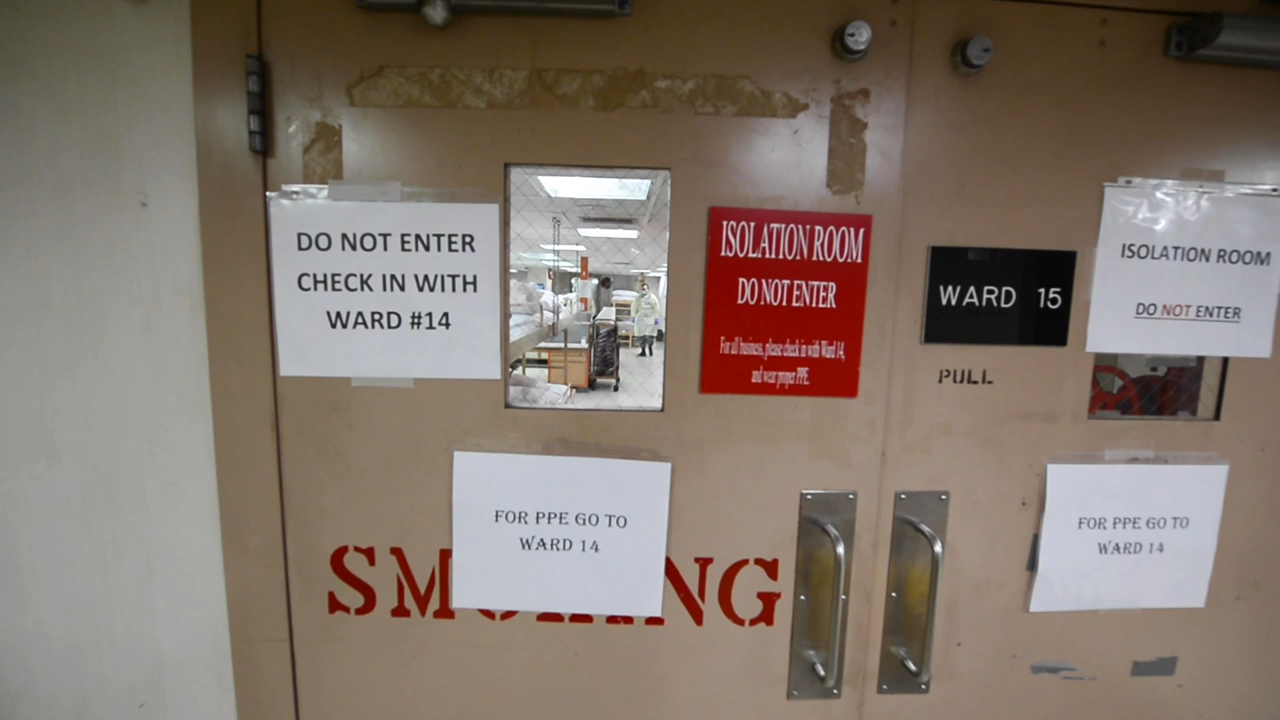 DO NOT ENTER
CHECK IN WITH
WARD #14
ISOLATION ROOM
DO NOT ENTER
For all business, please check in with Ward 14,
and wear proper PPE.
WARD 15
PULL
ISOLATION ROOM
DO NOT ENTER
FOR PPE GO TO
WARD 14
FOR PPE GO TO
WARD 14